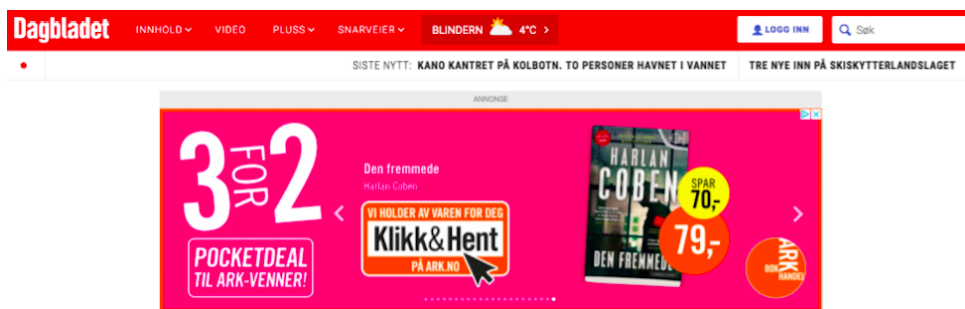 Dagbladet INNHOLD VIDEO PLUSS SNARVEIER BLINDERN 4°C > LOGG INN Søk
SISTE NYTT: KANO KANTRET PÅ KOLBOTN. TO PERSONER HAVNET I VANNET TRE NYE INN PÅ SKISKYTTERLANDSLAGET
ANNONSE
3 FOR 2
POCKETDEAL
TIL ARK-VENNER!
Den fremmede
Harlan Coben
VI HOLDER AV VAREN FOR DEG
Klikk&Hent
PÅ ARK.NO
HARLAN
COBEN
DEN FREMMEDE
SPAR
70,-
79,-
ARK
BOK
HANDEL